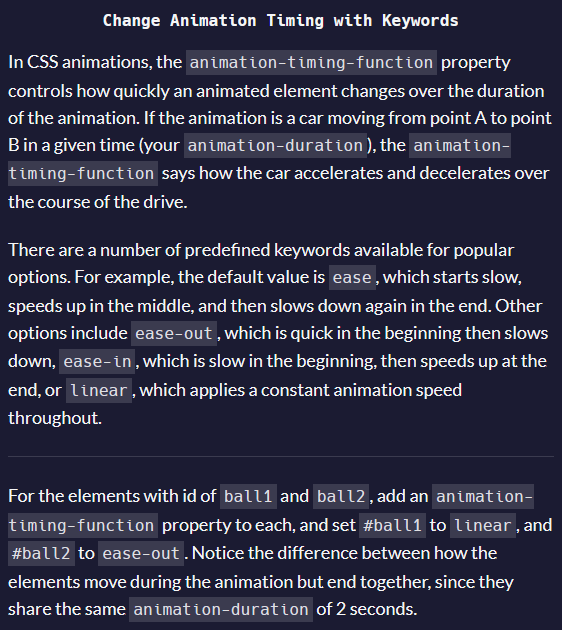 Change Animation Timing with Keywords
In CSS animations, the animation-timing-function property
controls how quickly an animated element changes over the duration
of the animation. If the animation is a car moving from point A to point
B in a given time (your animation-duration), the animation-
timing-function says how the car accelerates and decelerates over
the course of the drive.
There are a number of predefined keywords available for popular
options. For example, the default value is ease, which starts slow,
speeds up in the middle, and then slows down again in the end. Other
options include ease-out, which is quick in the beginning then slows
down, ease-in, which is slow in the beginning, then speeds up at the
end, or linear, which applies a constant animation speed
throughout.
For the elements with id of ball1 and ball2, add an animation-
timing-function property to each, and set #ball1 to linear, and
#ball2 to ease-out. Notice the difference between how the
elements move during the animation but end together, since they
share the same animation-duration of 2 seconds.